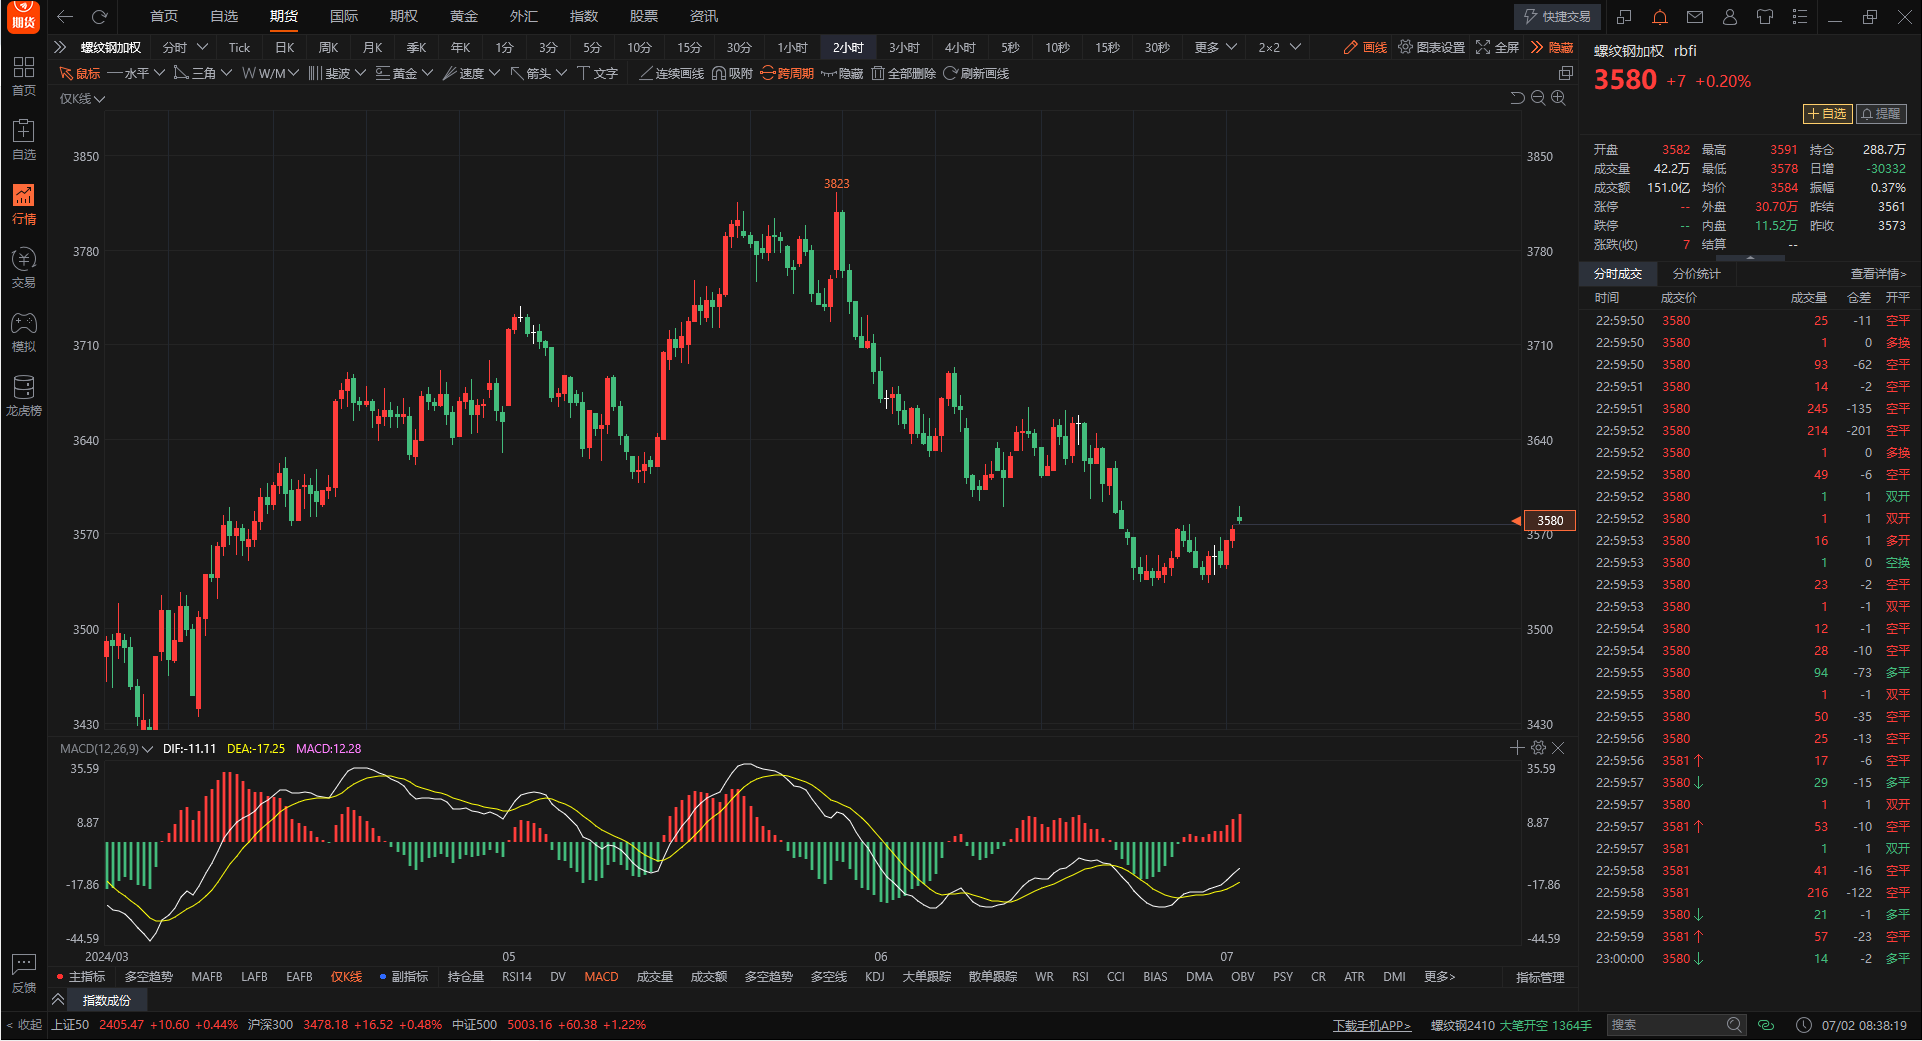 期货
首页 自选 期货 国际 期权 黄金 外汇 指数 股票 资讯
快捷交易
螺纹钢加权 分时 Tick 日K 周K 月K 季K 年K 1分 3分 5分 10分 15分 30分 1小时 2小时 3小时 4小时 5秒 10秒 15秒 30秒 更多 2×2 画线 图表设置 全屏 隐藏
鼠标 水平 三角 W/M 斐波 黄金 速度 箭头 文字 连续画线 吸附 跨周期 隐藏 全部删除 刷新画线
仅K线
首页
自选
行情
交易
模拟
龙虎榜
反馈
< 收起
3850 3850
3823
3780 3780
3710 3710
3640 3640
3580
3570 3570
3500 3500
3430 3430
MACD(12,26,9) DIF:-11.11 DEA:-17.25 MACD:12.28
35.59 35.59
8.87 8.87
-17.86 -17.86
-44.59 -44.59
2024/03 05 06 07
主指标 多空趋势 MAFB LAFB EAFB 仅K线 副指标 持仓量 RSI14 DV MACD 成交量 成交额 多空趋势 多空线 KDJ 大单跟踪 散单跟踪 WR RSI CCI BIAS DMA OBV PSY CR ATR DMI 更多> 指标管理
指数成份
螺纹钢加权 rbfi
3580 +7 +0.20%
+自选 提醒
开盘 3582 最高 3591 持仓 288.7万
成交量 42.2万 最低 3578 日增 -30332
成交额 151.0亿 均价 3584 振幅 0.37%
涨停 -- 外盘 30.70万 昨结 3561
跌停 -- 内盘 11.52万 昨收 3573
涨跌(收) 7 结算 --
分时成交 分价统计 查看详情>
时间 成交价 成交量 仓差 开平
22:59:50 3580 25 -11 空平
22:59:50 3580 1 0 多换
22:59:50 3580 93 -62 空平
22:59:51 3580 14 -2 空平
22:59:51 3580 245 -135 空平
22:59:52 3580 214 -201 空平
22:59:52 3580 1 0 多换
22:59:52 3580 49 -6 空平
22:59:52 3580 1 1 双开
22:59:52 3580 1 1 双开
22:59:53 3580 16 1 多开
22:59:53 3580 1 0 空换
22:59:53 3580 23 -2 空平
22:59:53 3580 1 -1 双平
22:59:54 3580 12 -1 空平
22:59:54 3580 28 -10 空平
22:59:55 3580 94 -73 多平
22:59:55 3580 1 -1 双平
22:59:55 3580 50 -35 空平
22:59:56 3580 25 -13 空平
22:59:56 3581↑ 17 -6 空平
22:59:57 3580↓ 29 -15 多平
22:59:57 3580 1 1 双开
22:59:57 3581↑ 53 -10 空平
22:59:57 3581 1 1 双开
22:59:58 3581 41 -16 空平
22:59:58 3581 216 -122 空平
22:59:59 3580↓ 21 -1 多平
22:59:59 3581↑ 57 -23 空平
23:00:00 3580↓ 14 -2 多平
上证50 2405.47 +10.60 +0.44% 沪深300 3478.18 +16.52 +0.48% 中证500 5003.16 +60.38 +1.22% 下载手机APP>. 螺纹钢2410 大笔开空 1364手 搜索 07/02 08:38:19